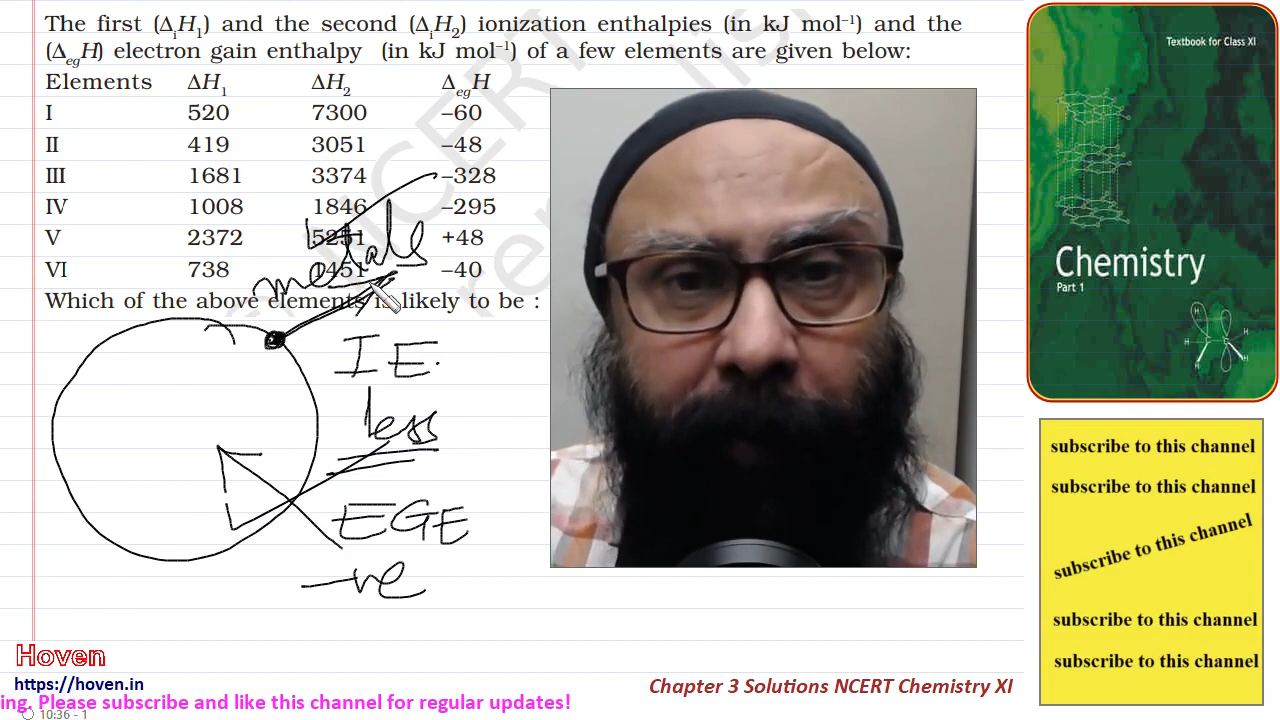 The first (ΔiH1) and the second (ΔiH2) ionization enthalpies (in kJ mol–1) and the
(ΔegH) electron gain enthalpy (in kJ mol–1) of a few elements are given below:
Elements ΔH1 ΔH2 ΔegH
I 520 7300 –60
II 419 3051 –48
III 1681 3374 –328
IV 1008 1846 –295
V 2372 5251 +48
VI 738 1451 –40
Which of the above elements is likely to be :
metals
IE.
less
EGE
-ve
Textbook for Class XI
Chemistry
Part 1
subscribe to this channel
subscribe to this channel
subscribe to this channel
subscribe to this channel
subscribe to this channel
Hoven
https://hoven.in
Chapter 3 Solutions NCERT Chemistry XI
ing. Please subscribe and like this channel for regular updates!
10:36 - 1